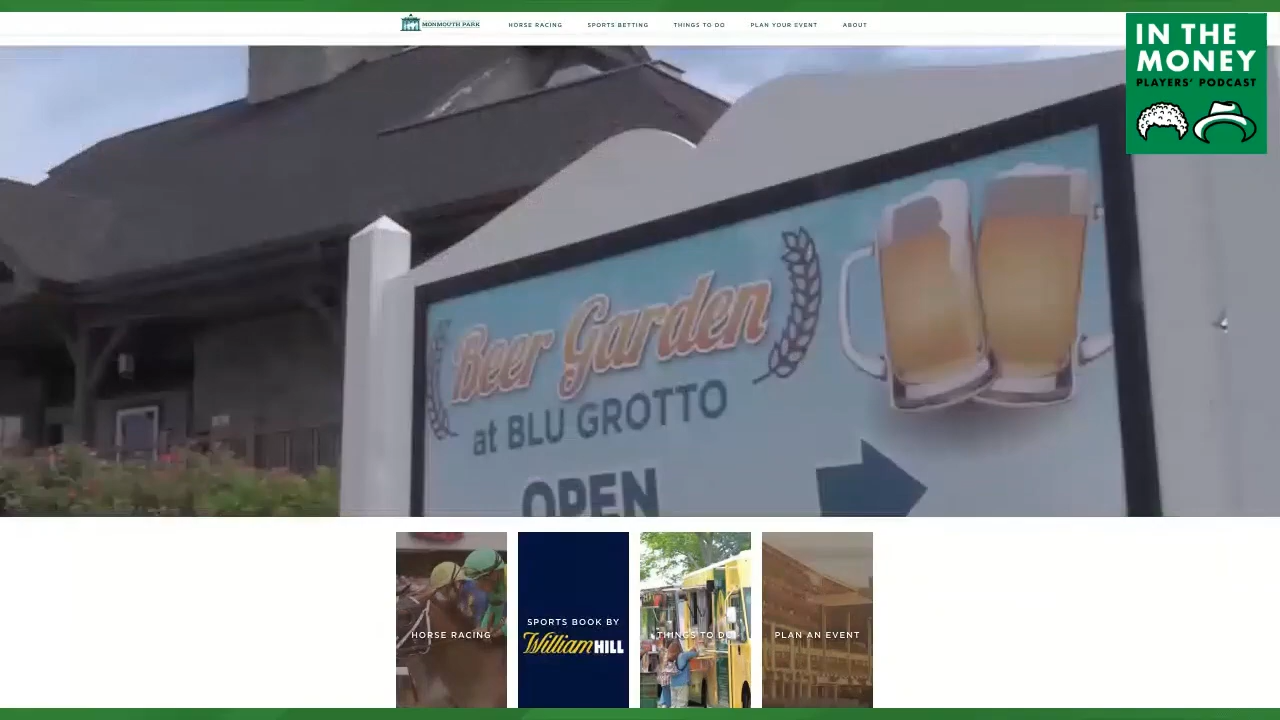 MONMOUTH PARK
HORSE RACING
SPORTS BETTING
THINGS TO DO
PLAN YOUR EVENT
ABOUT
IN THE
MONEY
PLAYERS' PODCAST
Beer Garden
at BLU GROTTO
OPEN
HORSE RACING
SPORTS BOOK BY
William HILL
THINGS TO DO
PLAN AN EVENT